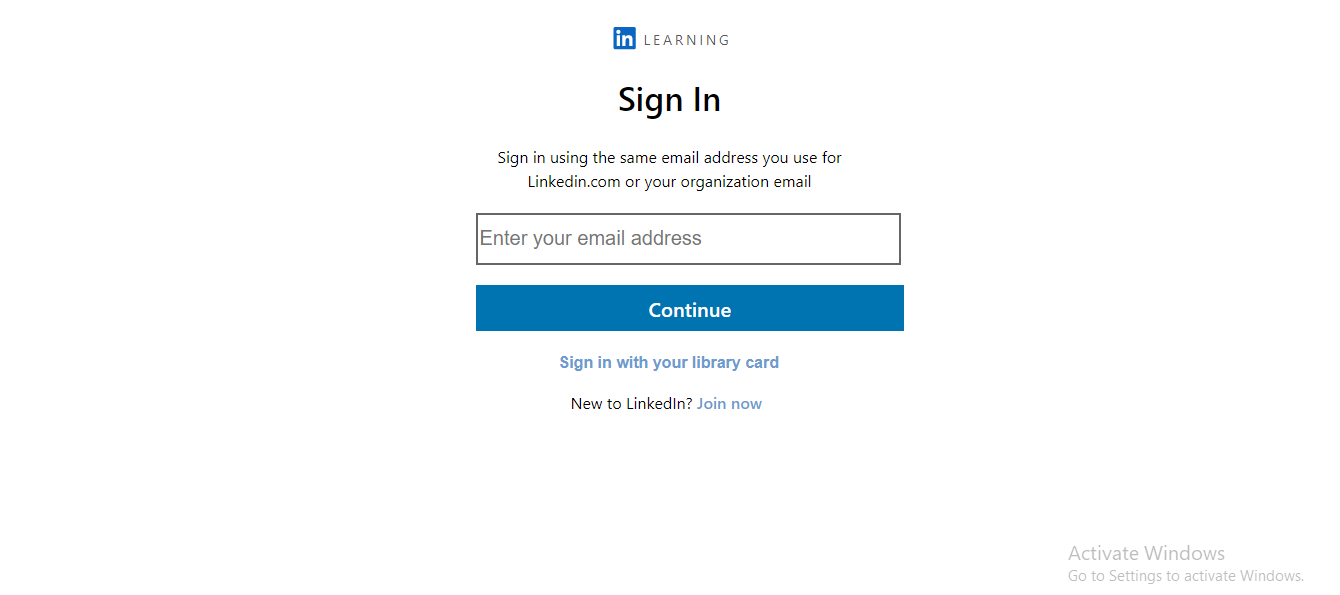 in LEARNING
Sign In
Sign in using the same email address you use for
Linkedin.com or your organization email
Enter your email address
Continue
Sign in with your library card
New to LinkedIn? Join now
Activate Windows
Go to Settings to activate Windows.